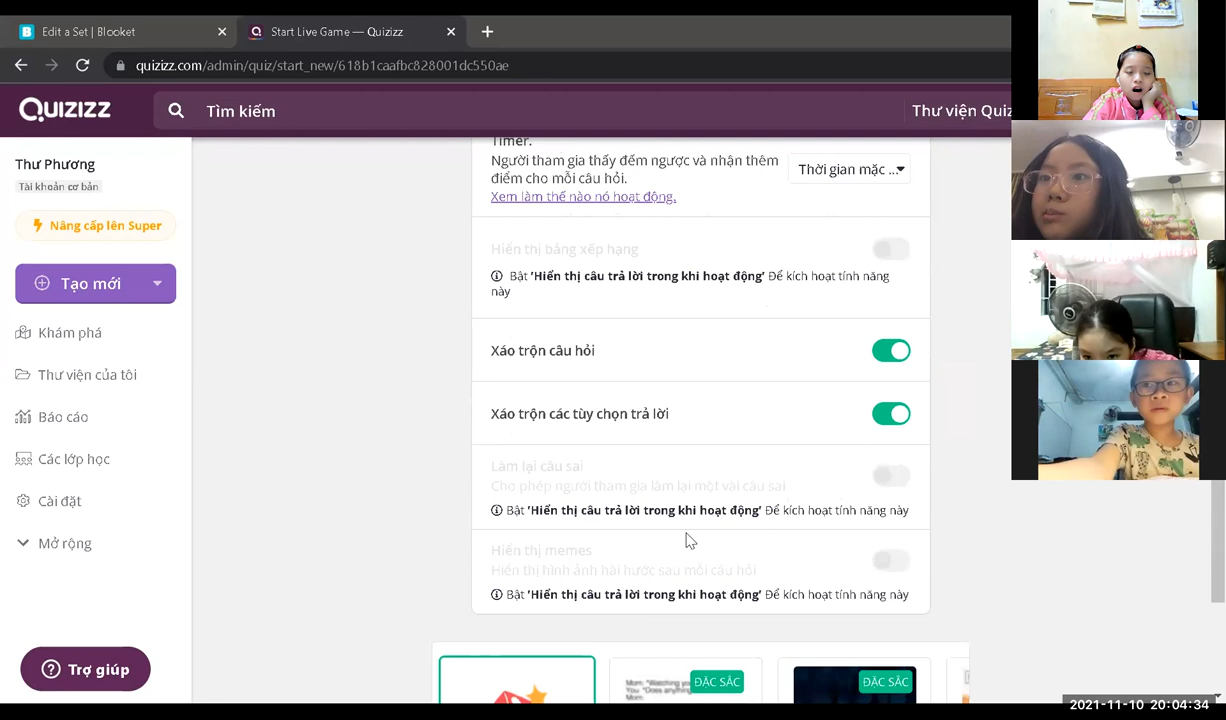 Edit a Set | Blooket
Start Live Game — Quizizz
quizizz.com/admin/quiz/start_new/618b1caafbc828001dc550ae
QUIZIZZ
Tìm kiếm
Thư viện Quiz
Thư Phương
Tài khoản cơ bản
Nâng cấp lên Super
Tạo mới
Khám phá
Thư viện của tôi
Báo cáo
Các lớp học
Cài đặt
Mở rộng
Trợ giúp
Timer.
Người tham gia thấy đếm ngược và nhận thêm
điểm cho mỗi câu hỏi.
Xem làm thế nào nó hoạt động.
Thời gian mặc ...
Hiển thị bảng xếp hạng
Bật 'Hiển thị câu trả lời trong khi hoạt động' Để kích hoạt tính năng
này
Xáo trộn câu hỏi
Xáo trộn các tùy chọn trả lời
Làm lại câu sai
Cho phép người tham gia làm lại một vài câu sai
Bật 'Hiển thị câu trả lời trong khi hoạt động' Để kích hoạt tính năng này
Hiển thị memes
Hiển thị hình ảnh hài hước sau mỗi câu hỏi
Bật 'Hiển thị câu trả lời trong khi hoạt động' Để kích hoạt tính năng này
Mom: "Watching you
You: "Does anything
Mom:
ĐẶC SẮC
ĐẶC SẮC
2021-11-10 20:04:34